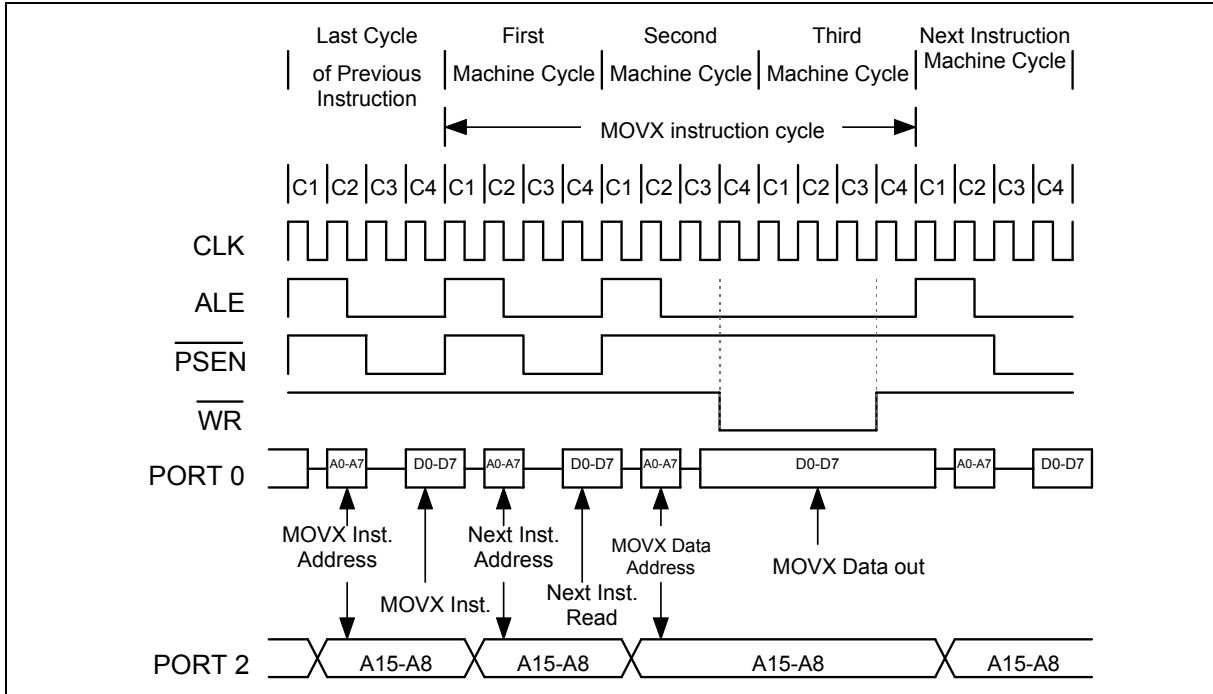 Last Cycle
of Previous
Instruction
First
Machine Cycle
Second
Machine Cycle
Third
Machine Cycle
Next Instruction
Machine Cycle
MOVX instruction cycle
C1 C2 C3 C4 C1 C2 C3 C4 C1 C2 C3 C4 C1 C2 C3 C4 C1 C2 C3 C4
CLK
ALE
PSEN
WR
PORT 0
A0-A7 D0-D7 A0-A7 D0-D7 A0-A7 D0-D7 A0-A7 D0-D7
MOVX Inst.
Address
MOVX Inst.
Next Inst.
Address
Next Inst.
Read
MOVX Data
Address
MOVX Data out
PORT 2
A15-A8 A15-A8 A15-A8 A15-A8